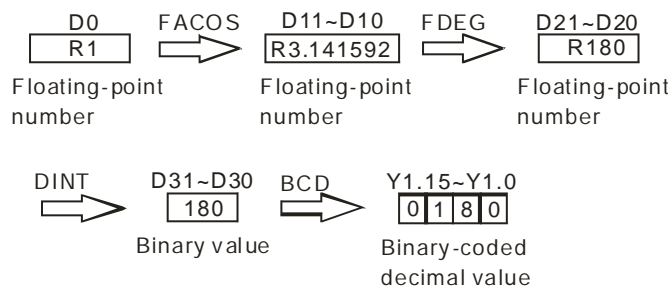 D0 FACOS D11~D10 FDEG D21~D20
R1 R3.141592 R180
Floating-point number Floating-point number Floating-point number
DINT D31~D30 BCD Y1.15~Y1.0
180 0 1 8 0
Binary value Binary-coded decimal value